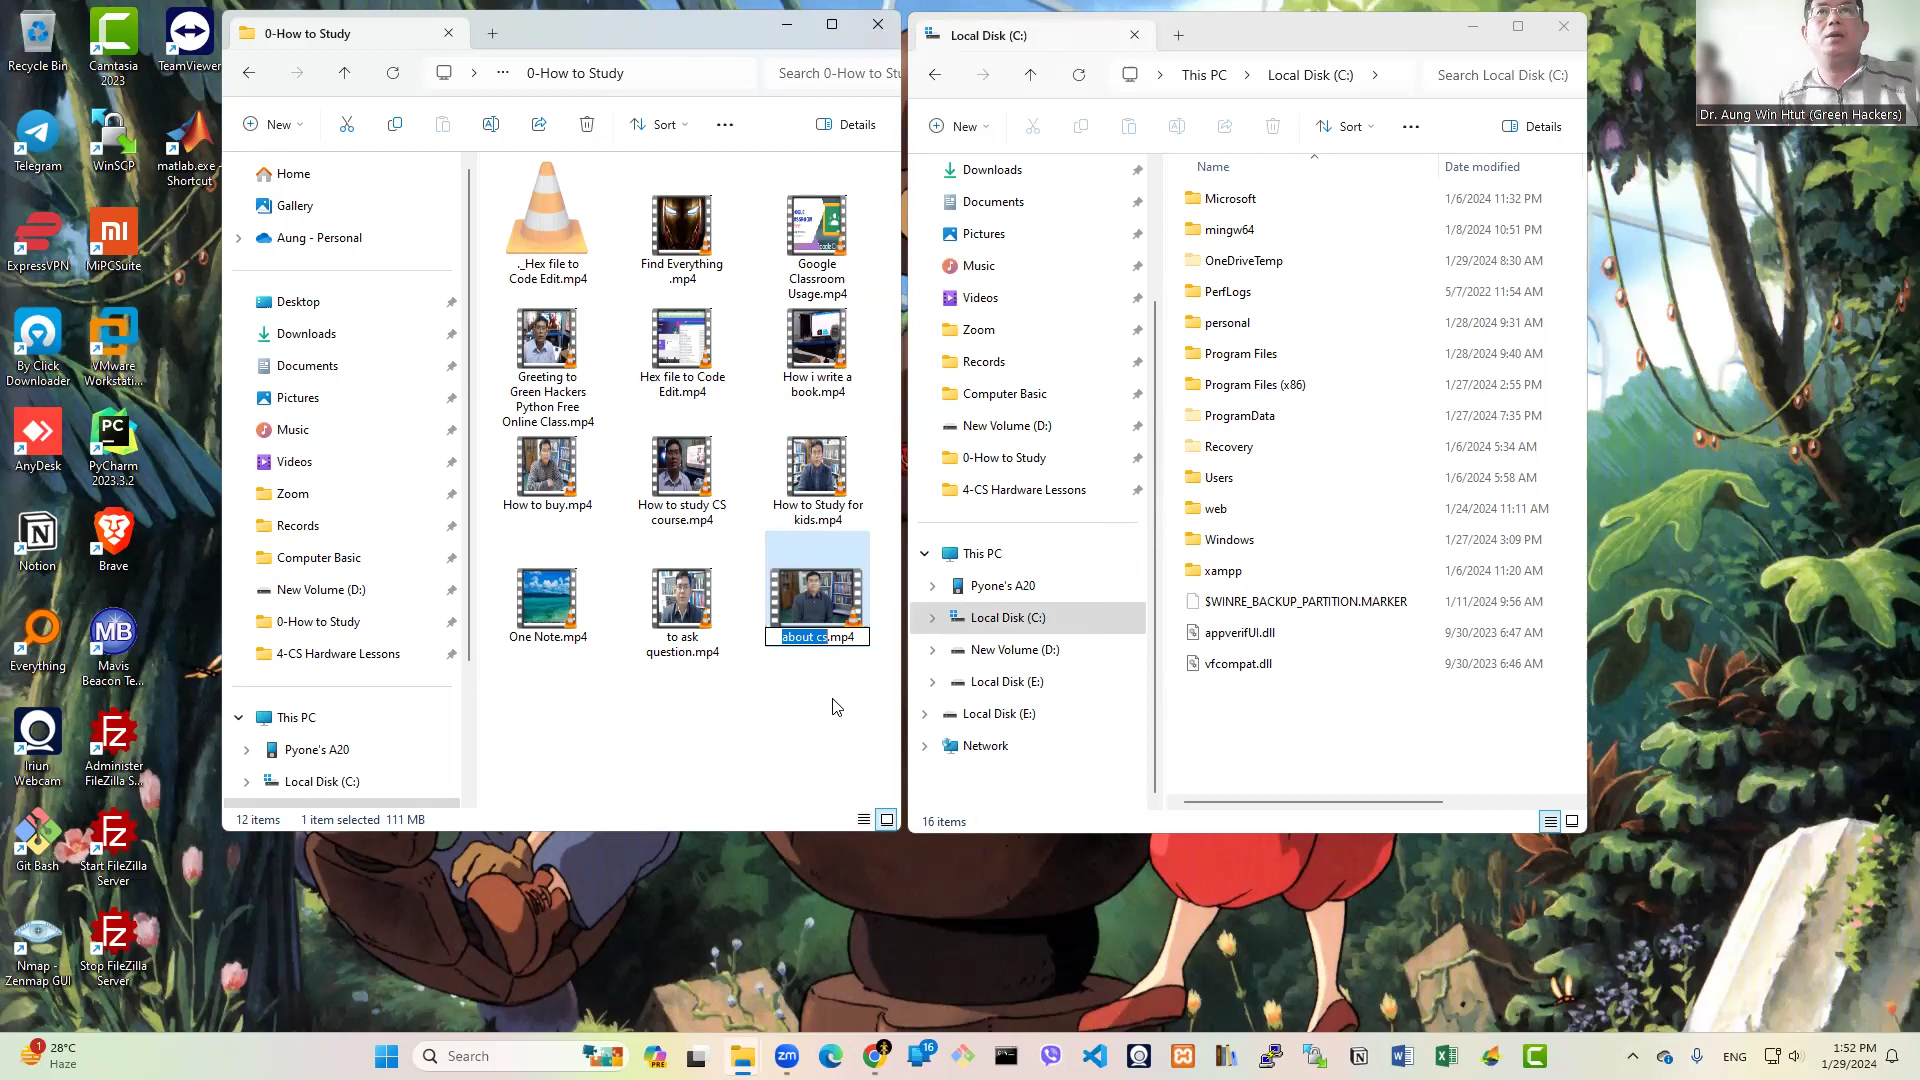 Recycle Bin
Camtasia
2023
TeamViewer
Telegram
WinSCP
matlab.exe -
Shortcut
ExpressVPN
MiPCSuite
By Click
Downloader
VMware
Workstati...
AnyDesk
PyCharm
2023.3.2
Notion
Brave
Everything
Mavis
Beacon Te...
Iriun
Webcam
Administer
FileZilla S...
Git Bash
Start FileZilla
Server
Nmap -
Zenmap GUI
Stop FileZilla
Server
0-How to Study
0-How to Study
Search 0-How to Stu
New
Sort
Details
Home
Gallery
Aung - Personal
Desktop
Downloads
Documents
Pictures
Music
Videos
Zoom
Records
Computer Basic
New Volume (D:)
0-How to Study
4-CS Hardware Lessons
This PC
Pyone's A20
Local Disk (C:)
._Hex file to
Code Edit.mp4
Find Everything
.mp4
Google
Classroom
Usage.mp4
Greeting to
Green Hackers
Python Free
Online Class.mp4
Hex file to Code
Edit.mp4
How i write a
book.mp4
How to buy.mp4
How to study CS
course.mp4
How to Study for
kids.mp4
One Note.mp4
to ask
question.mp4
about cs.mp4
12 items
1 item selected 111 MB
Local Disk (C:)
This PC
Local Disk (C:)
Search Local Disk (C:)
New
Sort
Details
Downloads
Documents
Pictures
Music
Videos
Zoom
Records
Computer Basic
New Volume (D:)
0-How to Study
4-CS Hardware Lessons
This PC
Pyone's A20
Local Disk (C:)
New Volume (D:)
Local Disk (E:)
Local Disk (E:)
Network
Name Date modified
Microsoft 1/6/2024 11:32 PM
mingw64 1/8/2024 10:51 PM
OneDriveTemp 1/29/2024 8:30 AM
PerfLogs 5/7/2022 11:54 AM
personal 1/28/2024 9:31 AM
Program Files 1/28/2024 9:40 AM
Program Files (x86) 1/27/2024 2:55 PM
ProgramData 1/27/2024 7:35 PM
Recovery 1/6/2024 5:34 AM
Users 1/6/2024 5:58 AM
web 1/24/2024 11:11 AM
Windows 1/27/2024 3:09 PM
xampp 1/6/2024 11:20 AM
$WINRE_BACKUP_PARTITION.MARKER 1/11/2024 9:56 AM
appverifUI.dll 9/30/2023 6:47 AM
vfcompat.dll 9/30/2023 6:46 AM
16 items
Dr. Aung Win Htut (Green Hackers)
1
28°C
Haze
Search
PRE
zm
16
ENG
1:52 PM
1/29/2024